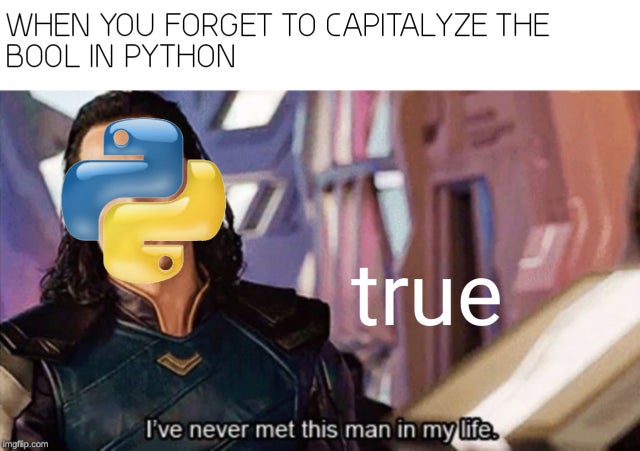 WHEN YOU FORGET TO CAPITALYZE THE
BOOL IN PYTHON
true
I've never met this man in my life.
imgflip.com